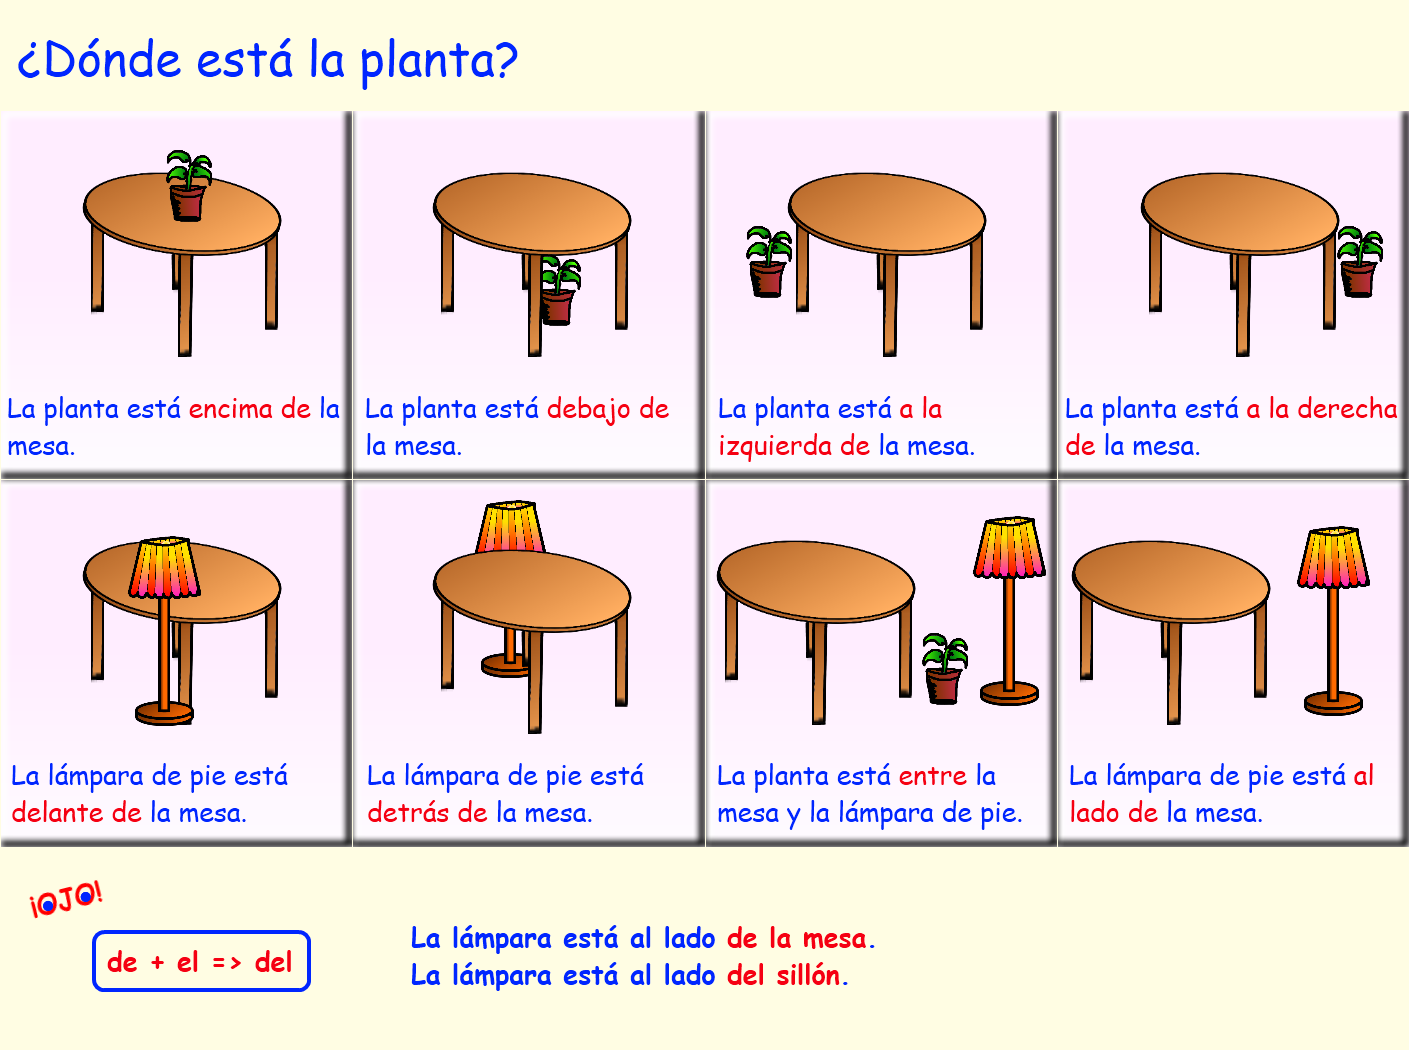 ¿Dónde está la planta?
La planta está encima de la
mesa.
La planta está debajo de
la mesa.
La planta está a la
izquierda de la mesa.
La planta está a la derecha
de la mesa.
La lámpara de pie está
delante de la mesa.
La lámpara de pie está
detrás de la mesa.
La planta está entre la
mesa y la lámpara de pie.
La lámpara de pie está al
lado de la mesa.
¡OJO!
de + el => del
La lámpara está al lado de la mesa.
La lámpara está al lado del sillón.